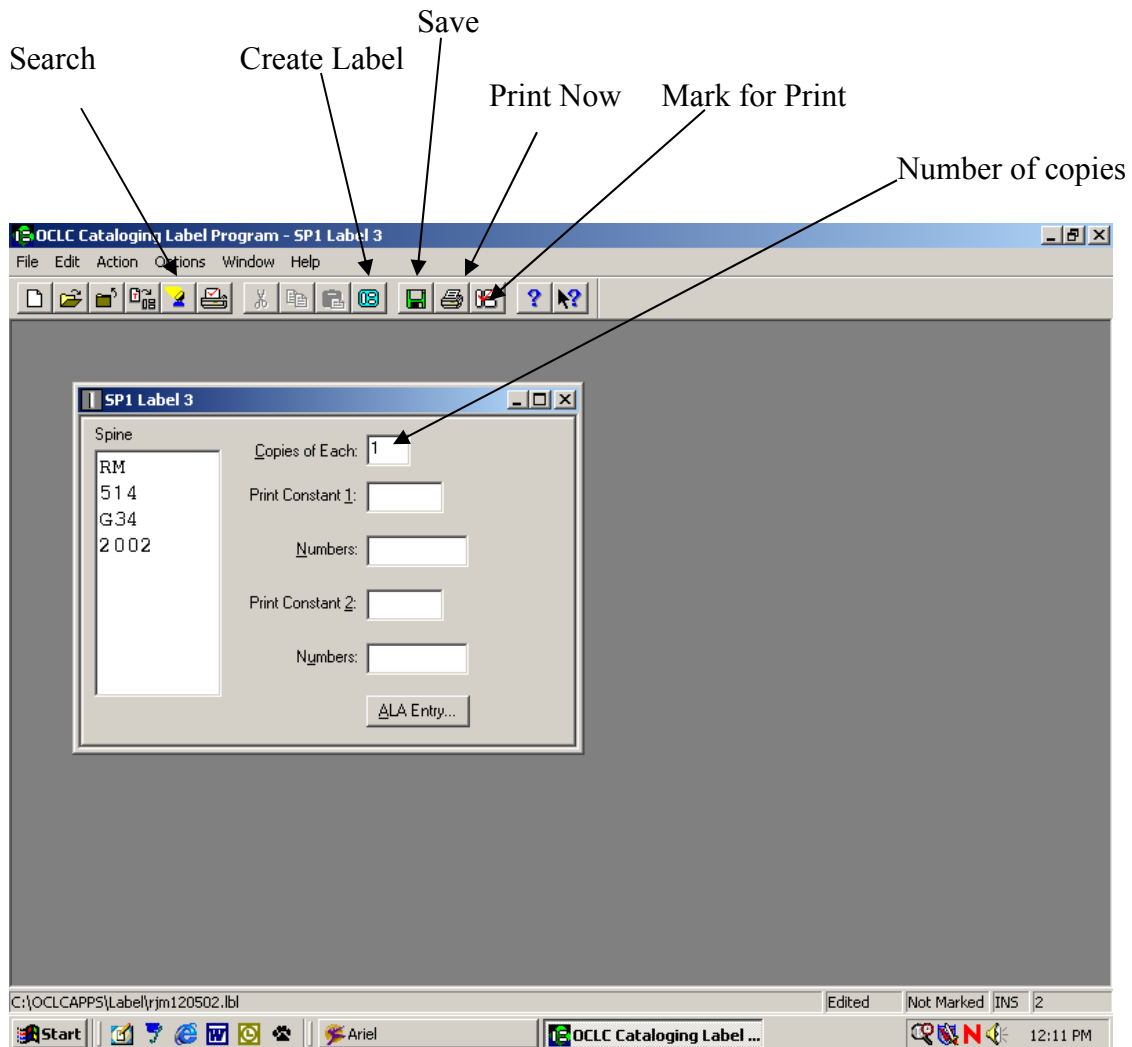 Save
Search
Create Label
Print Now
Mark for Print
Number of copies
OCLC Cataloging Label Program - SP1 Label 3
File Edit Action Options Window Help
SP1 Label 3
Spine
RM
514
G34
2002
Copies of Each: 1
Print Constant 1:
Numbers:
Print Constant 2:
Numbers:
ALA Entry...
C:\OCLCAPPS\Label\rjm120502.lbl
Edited
Not Marked
INS
2
Start
Ariel
OCLC Cataloging Label ...
12:11 PM